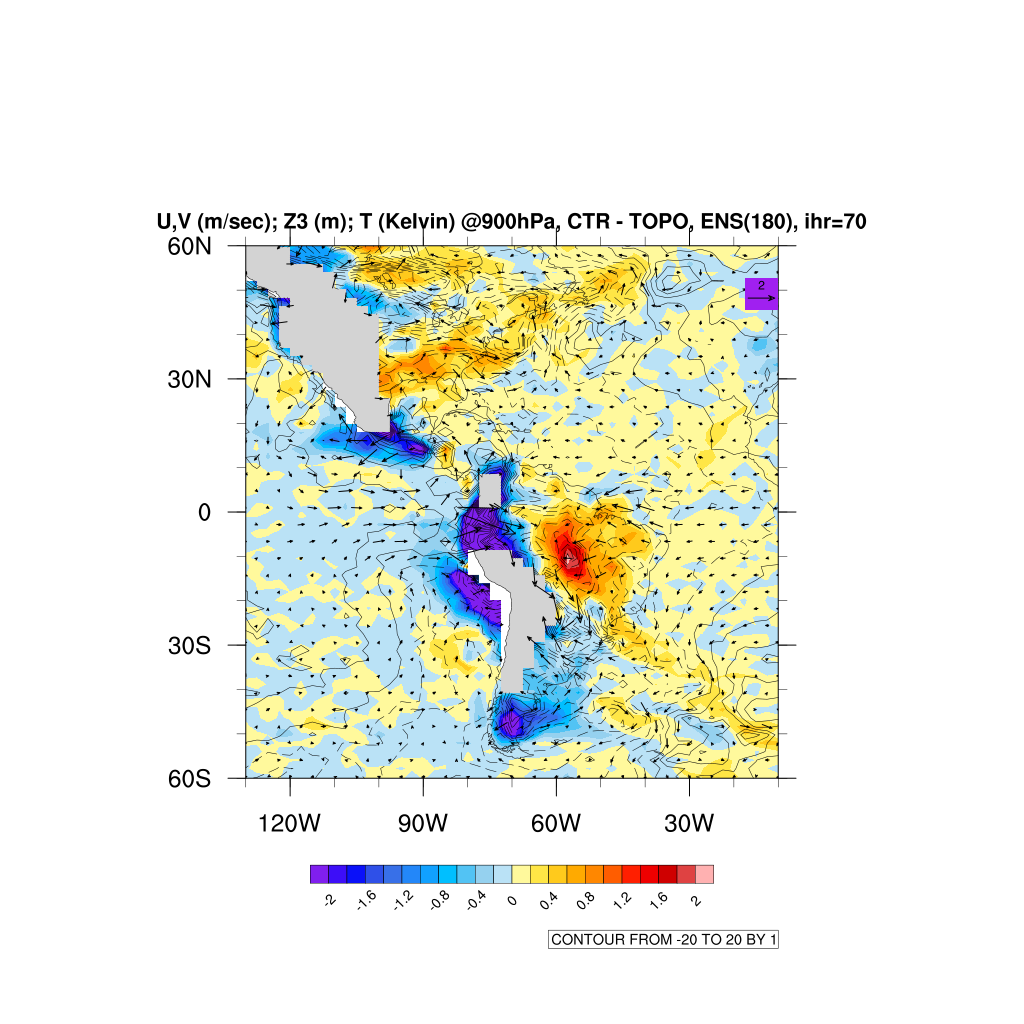 U,V (m/sec); Z3 (m); T (Kelvin) @900hPa, CTR - TOPO, ENS(180), ihr=70
60N
2
30N
0
30S
60S
120W 90W 60W 30W
-2 -1.6 -1.2 -0.8 -0.4 0 0.4 0.8 1.2 1.6 2
CONTOUR FROM -20 TO 20 BY 1